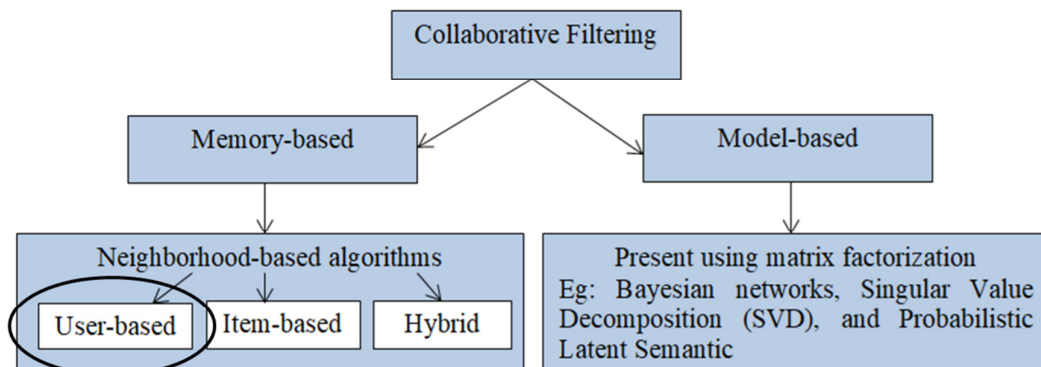 Collaborative Filtering
Memory-based
Model-based
Neighborhood-based algorithms
User-based
Item-based
Hybrid
Present using matrix factorization
Eg: Bayesian networks, Singular Value
Decomposition (SVD), and Probabilistic
Latent Semantic